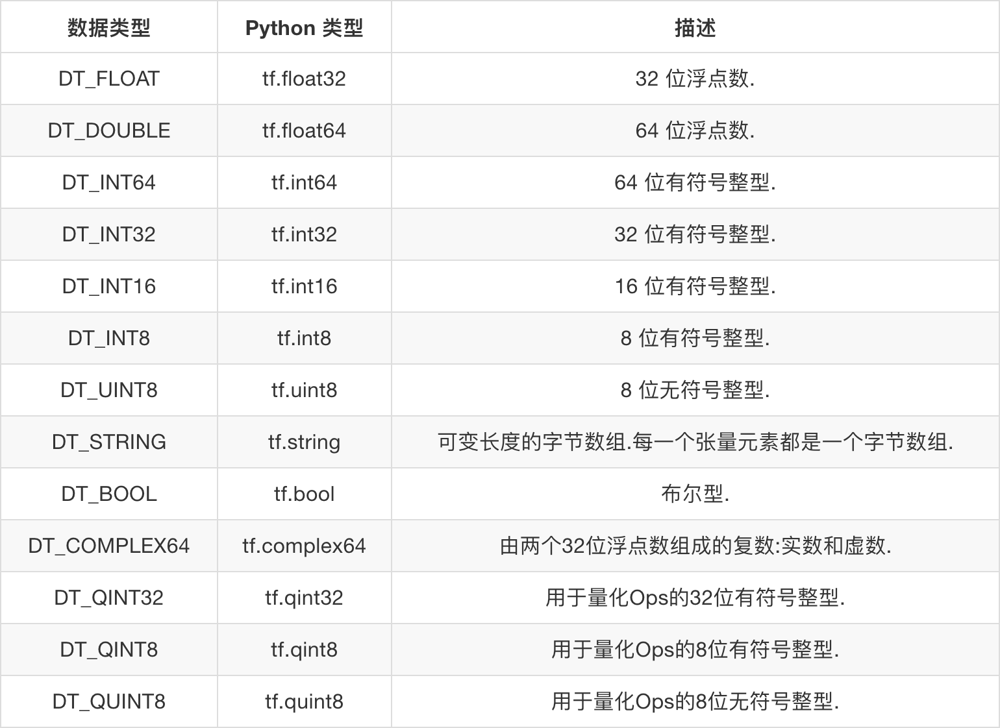 数据类型 Python 类型 描述
DT_FLOAT tf.float32 32 位浮点数.
DT_DOUBLE tf.float64 64 位浮点数.
DT_INT64 tf.int64 64 位有符号整型.
DT_INT32 tf.int32 32 位有符号整型.
DT_INT16 tf.int16 16 位有符号整型.
DT_INT8 tf.int8 8 位有符号整型.
DT_UINT8 tf.uint8 8 位无符号整型.
DT_STRING tf.string 可变长度的字节数组.每一个张量元素都是一个字节数组.
DT_BOOL tf.bool 布尔型.
DT_COMPLEX64 tf.complex64 由两个32位浮点数组成的复数:实数和虚数.
DT_QINT32 tf.qint32 用于量化Ops的32位有符号整型.
DT_QINT8 tf.qint8 用于量化Ops的8位有符号整型.
DT_QUINT8 tf.quint8 用于量化Ops的8位无符号整型.